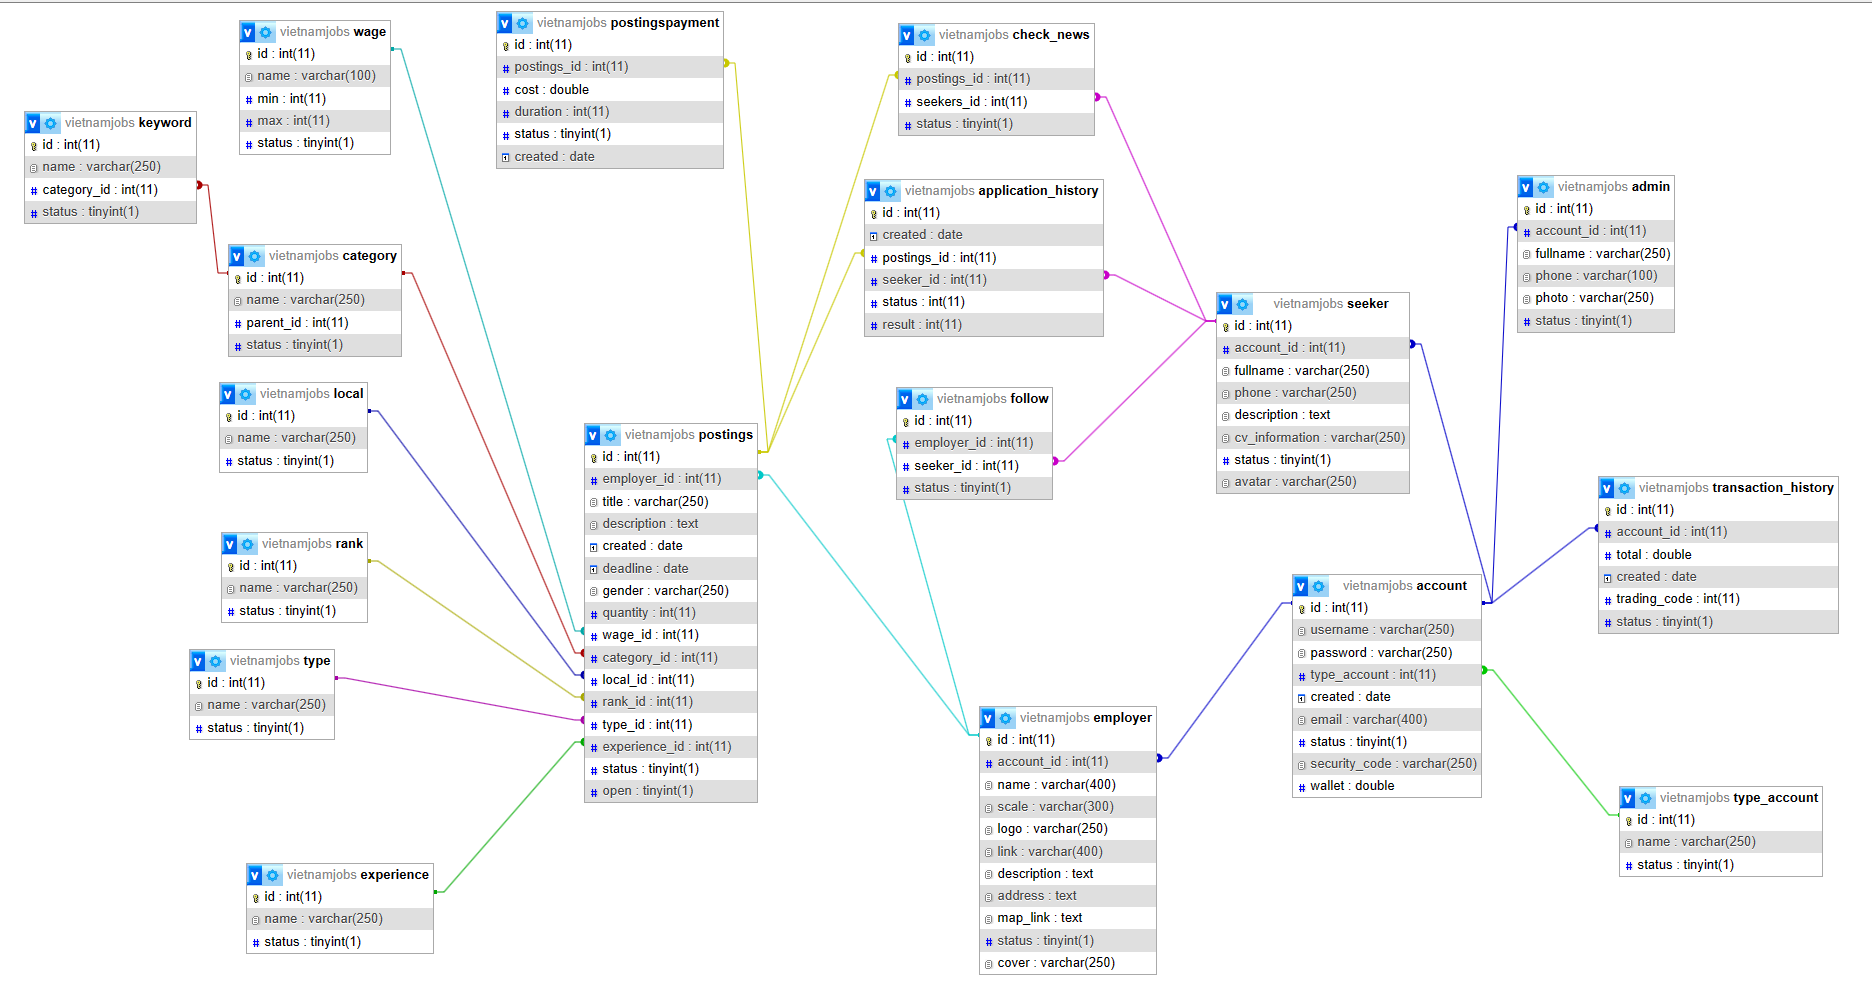 vietnamjobs wage
id : int(11)
name : varchar(100)
min : int(11)
max : int(11)
status : tinyint(1)
vietnamjobs postingspayment
id : int(11)
postings_id : int(11)
cost : double
duration : int(11)
status : tinyint(1)
created : date
vietnamjobs check_news
id : int(11)
postings_id : int(11)
seekers_id : int(11)
status : tinyint(1)
vietnamjobs keyword
id : int(11)
name : varchar(250)
category_id : int(11)
status : tinyint(1)
vietnamjobs application_history
id : int(11)
created : date
postings_id : int(11)
seeker_id : int(11)
status : int(11)
result : int(11)
vietnamjobs admin
id : int(11)
account_id : int(11)
fullname : varchar(250)
phone : varchar(100)
photo : varchar(250)
status : tinyint(1)
vietnamjobs category
id : int(11)
name : varchar(250)
parent_id : int(11)
status : tinyint(1)
vietnamjobs seeker
id : int(11)
account_id : int(11)
fullname : varchar(250)
phone : varchar(250)
description : text
cv_information : varchar(250)
status : tinyint(1)
avatar : varchar(250)
vietnamjobs local
id : int(11)
name : varchar(250)
status : tinyint(1)
vietnamjobs follow
id : int(11)
employer_id : int(11)
seeker_id : int(11)
status : tinyint(1)
vietnamjobs postings
id : int(11)
employer_id : int(11)
title : varchar(250)
description : text
created : date
deadline : date
gender : varchar(250)
quantity : int(11)
wage_id : int(11)
category_id : int(11)
local_id : int(11)
rank_id : int(11)
type_id : int(11)
experience_id : int(11)
status : tinyint(1)
open : tinyint(1)
vietnamjobs transaction_history
id : int(11)
account_id : int(11)
total : double
created : date
trading_code : int(11)
status : tinyint(1)
vietnamjobs rank
id : int(11)
name : varchar(250)
status : tinyint(1)
vietnamjobs account
id : int(11)
username : varchar(250)
password : varchar(250)
type_account : int(11)
created : date
email : varchar(400)
status : tinyint(1)
security_code : varchar(250)
wallet : double
vietnamjobs type
id : int(11)
name : varchar(250)
status : tinyint(1)
vietnamjobs employer
id : int(11)
account_id : int(11)
name : varchar(400)
scale : varchar(300)
logo : varchar(250)
link : varchar(400)
description : text
address : text
map_link : text
status : tinyint(1)
cover : varchar(250)
vietnamjobs type_account
id : int(11)
name : varchar(250)
status : tinyint(1)
vietnamjobs experience
id : int(11)
name : varchar(250)
status : tinyint(1)